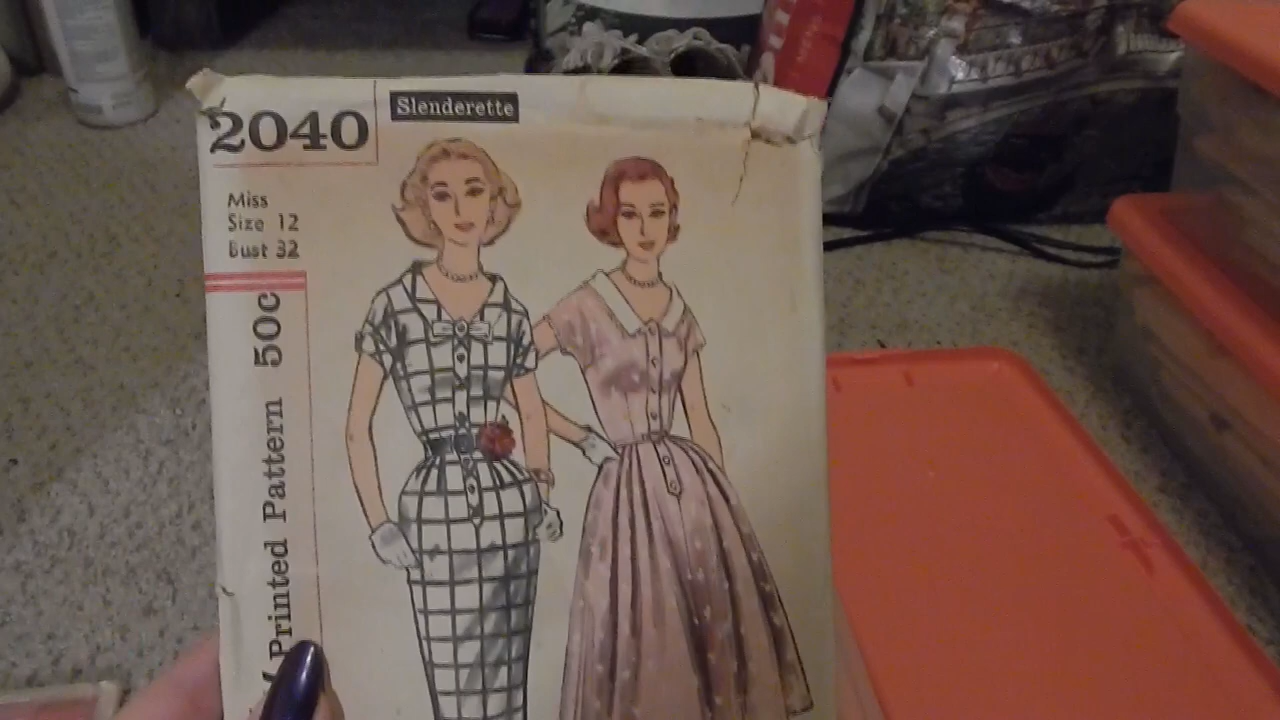 2040
Slenderette
Miss
Size 12
Bust 32
Printed Pattern 50c